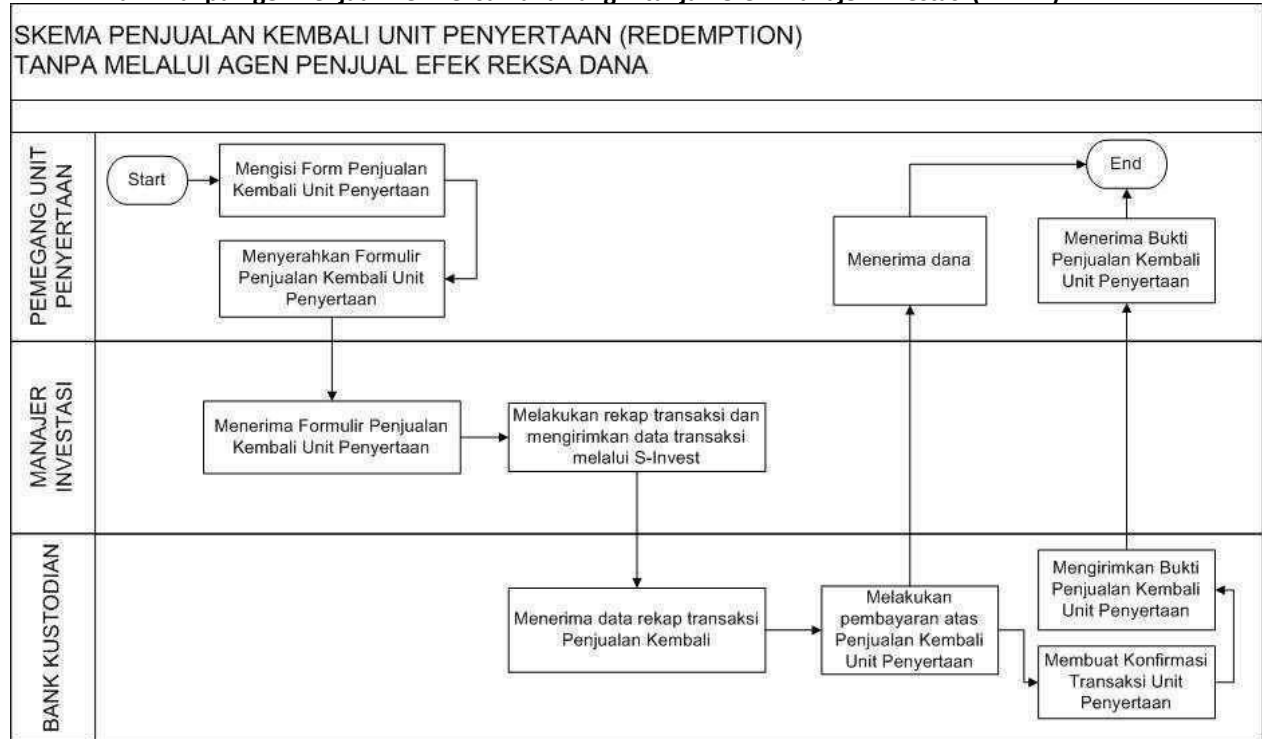 SKEMA PENJUALAN KEMBALI UNIT PENYERTAAN (REDEMPTION)
TANPA MELALUI AGEN PENJUAL EFEK REKSA DANA
PEMEGANG UNIT
PENYERTAAN
Start
Mengisi Form Penjualan
Kembali Unit Penyertaan
Menyerahkan Formulir
Penjualan Kembali Unit
Penyertaan
Menerima dana
End
Menerima Bukti
Penjualan Kembali
Unit Penyertaan
MANAJER
INVESTASI
Menerima Formulir Penjualan
Kembali Unit Penyertaan
Melakukan rekap transaksi dan
mengirimkan data transaksi
melalui S-Invest
BANK KUSTODIAN
Menerima data rekap transaksi
Penjualan Kembali
Melakukan
pembayaran atas
Penjualan Kembali
Unit Penyertaan
Mengirimkan Bukti
Penjualan Kembali
Unit Penyertaan
Membuat Konfirmasi
Transaksi Unit
Penyertaan